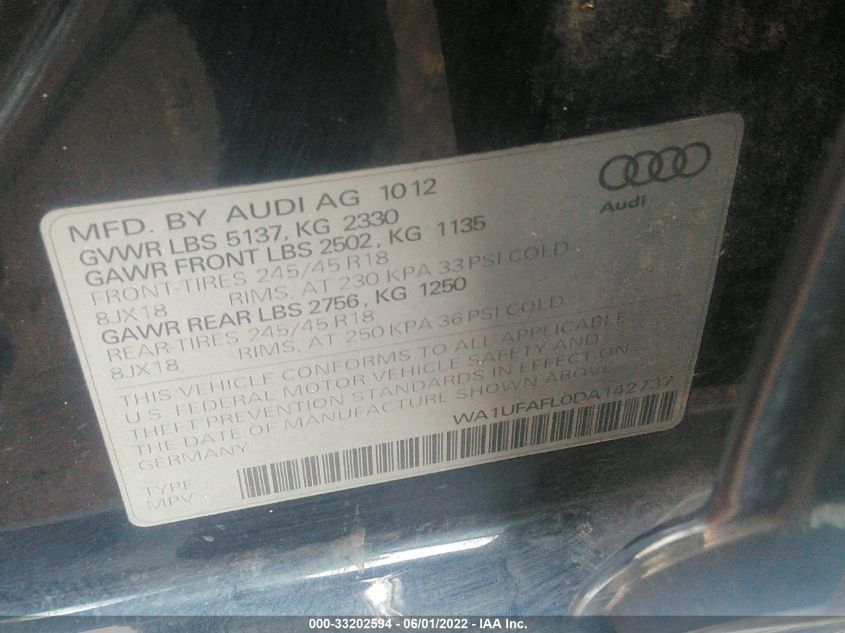 MFD. BY AUDI AG 10 12
Audi
GVWR LBS 5137, KG 2330
GAWR FRONT LBS 2502, KG 1135
FRONT-TIRES 245/45 R18
8JX18 RIMS. AT 230 KPA 33 PSI COLD
GAWR REAR LBS 2756, KG 1250
REAR-TIRES 245/45 R18
8JX18 RIMS. AT 250 KPA 36 PSI COLD
THIS VEHICLE CONFORMS TO ALL APPLICABLE
U.S. FEDERAL MOTOR VEHICLE SAFETY AND
THEFT PREVENTION STANDARDS IN EFFECT ON
THE DATE OF MANUFACTURE SHOWN ABOVE
GERMANY
WA1UFAFL0DA142737
TYPE
MPV
000-33202594 - 06/01/2022 - IAA Inc.